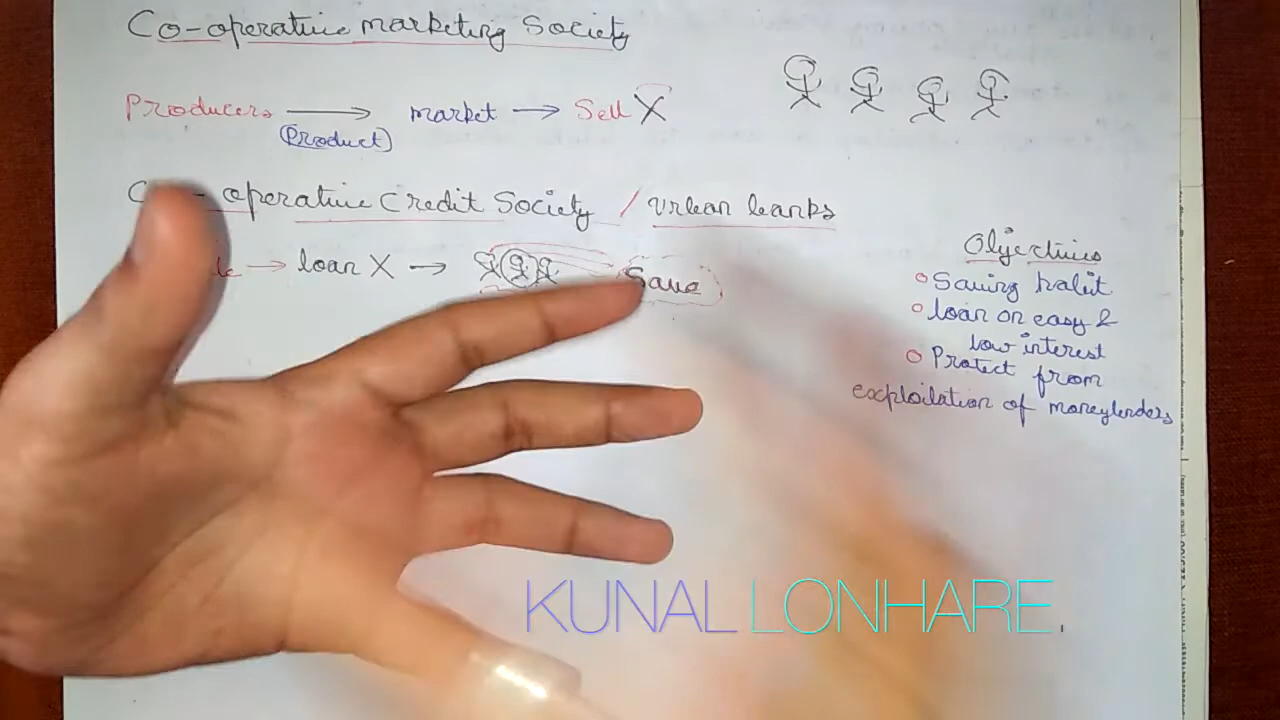 Co-operative marketing Society
Producers → market → Sell X
(Product)
Co-operative Credit Society / Urban banks
loan X → Save
Objectives
Saving habit
loan on easy &
low interest
Protect from
exploitation of moneylenders
KUNAL LONHARE.